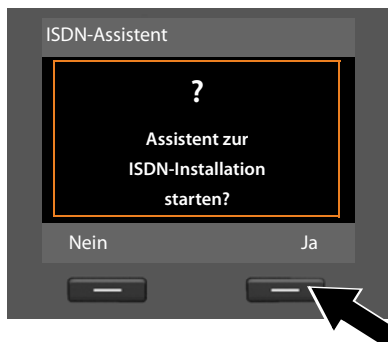 ISDN-Assistent
?
Assistent zur
ISDN-Installation
starten?
Nein Ja